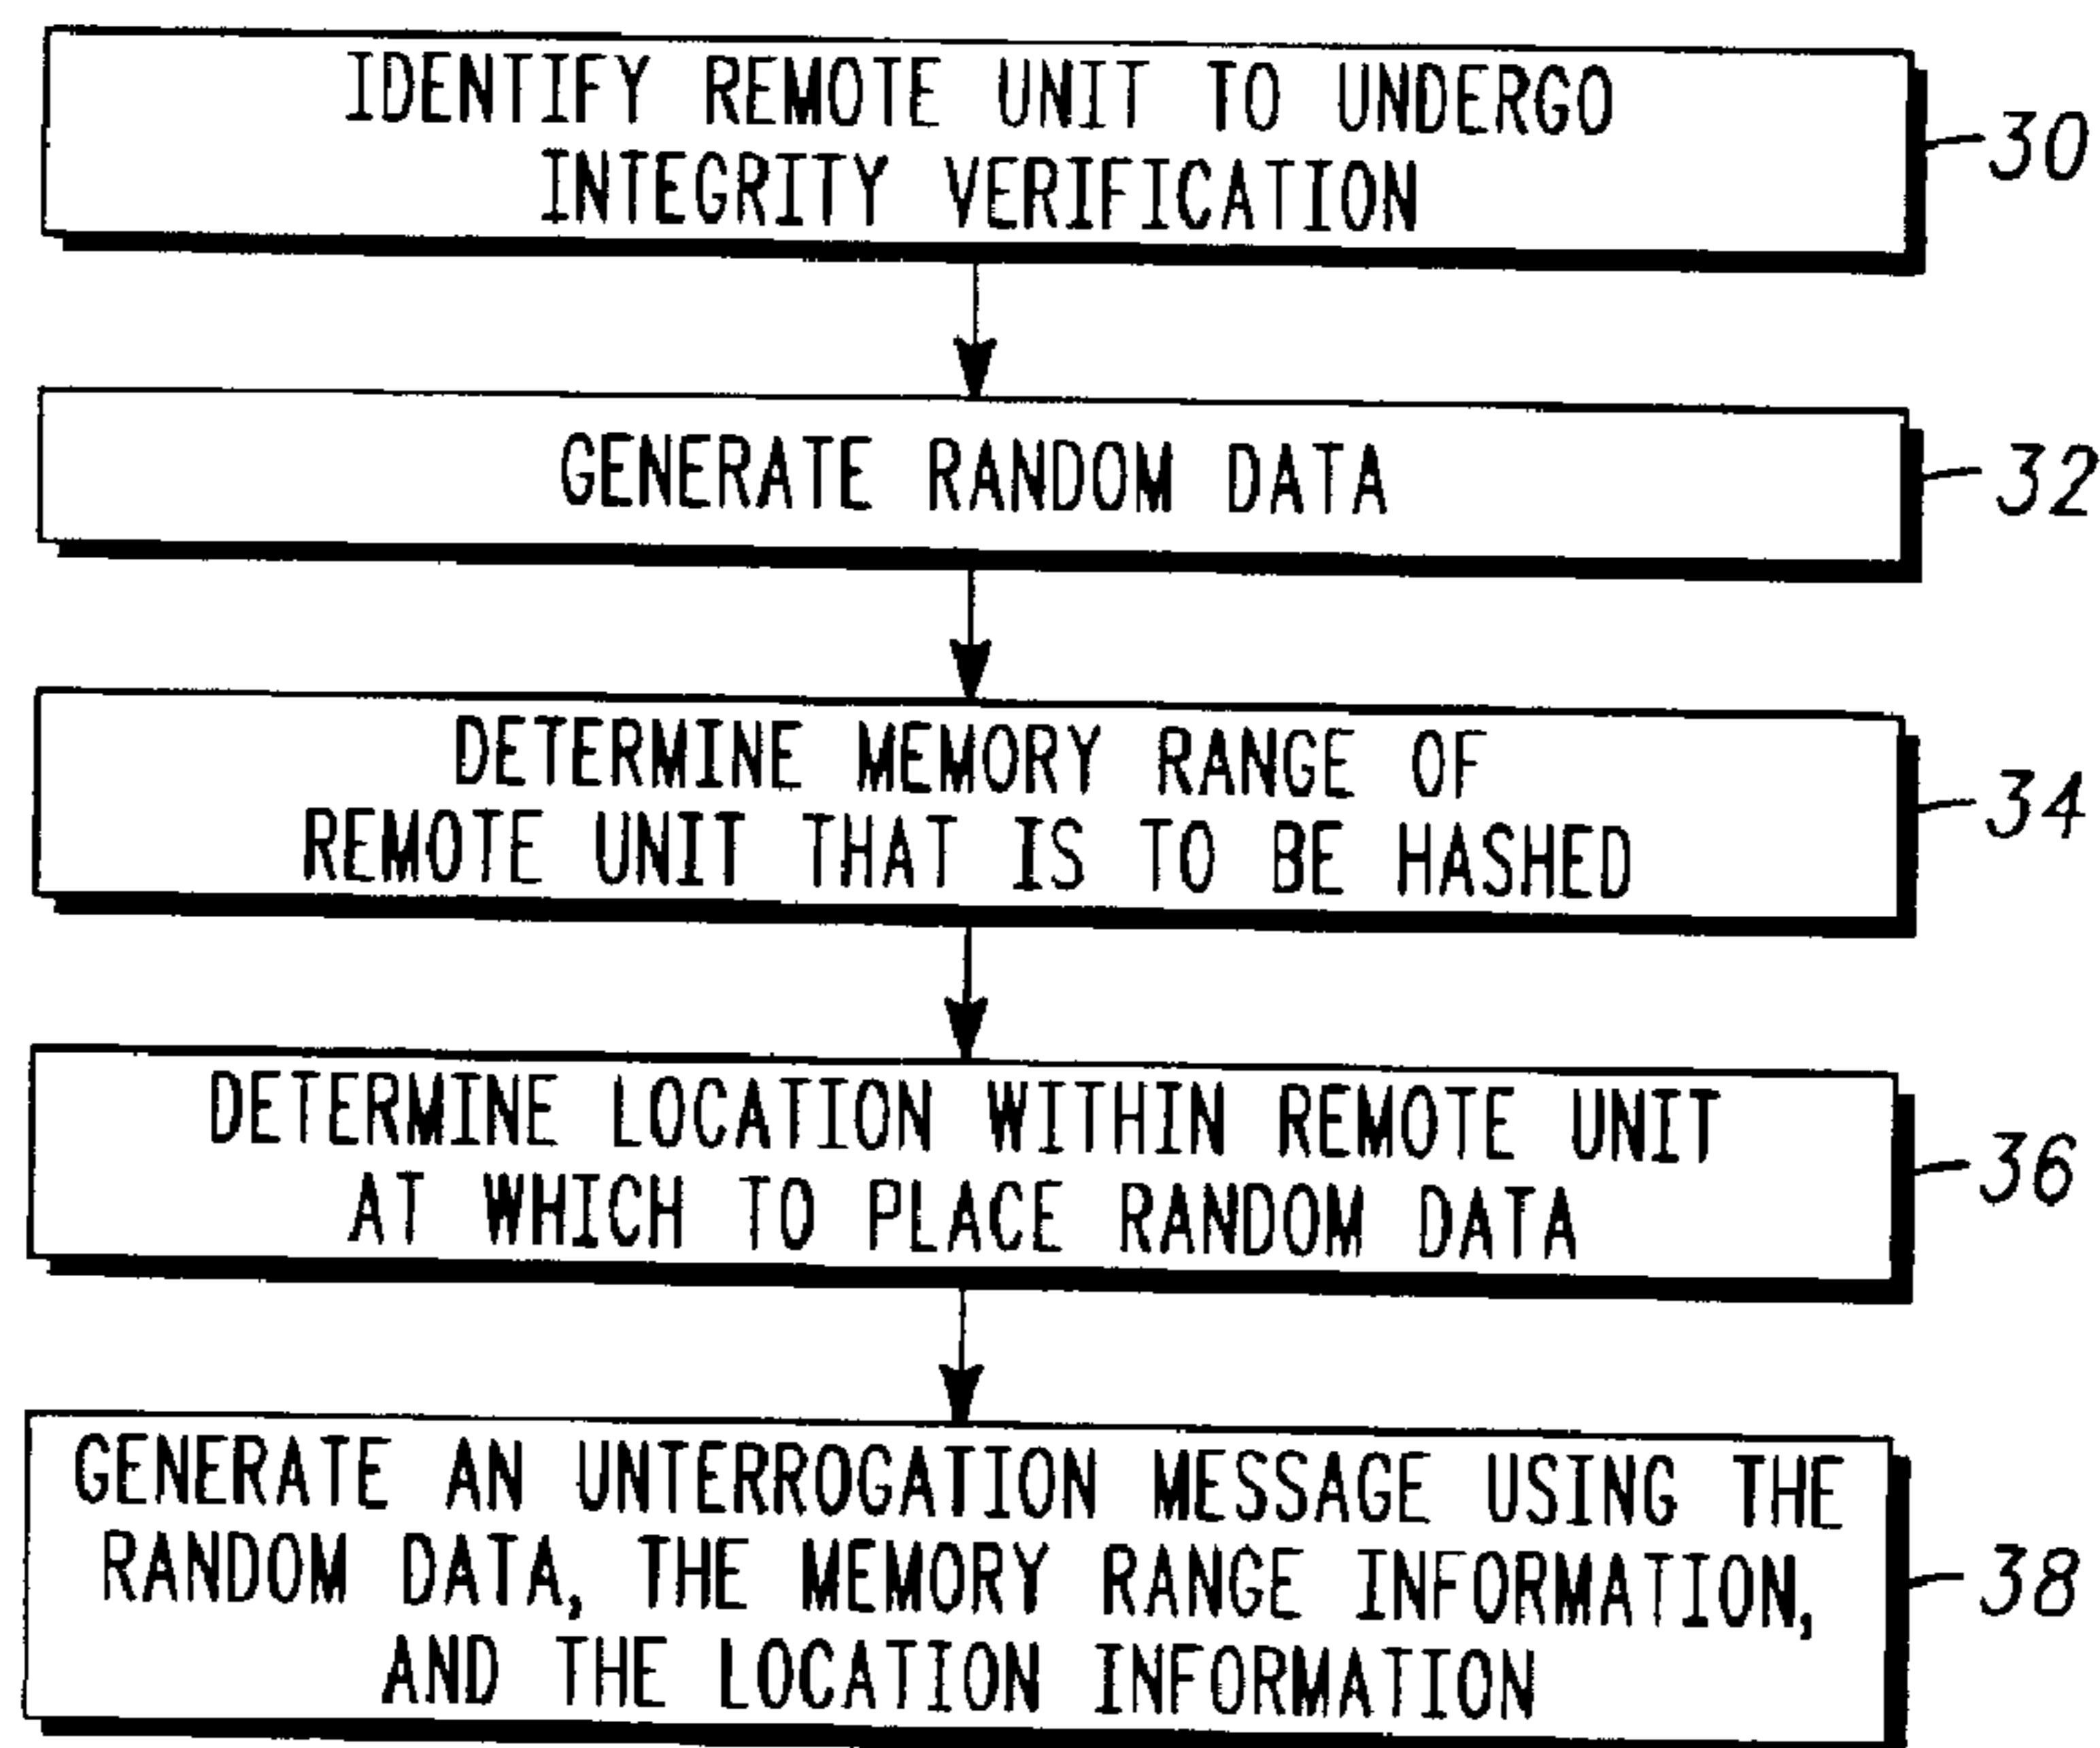 IDENTIFY REMOTE UNIT TO UNDERGO
INTEGRITY VERIFICATION
30
GENERATE RANDOM DATA
32
DETERMINE MEMORY RANGE OF
REMOTE UNIT THAT IS TO BE HASHED
34
DETERMINE LOCATION WITHIN REMOTE UNIT
AT WHICH TO PLACE RANDOM DATA
36
GENERATE AN UNTERROGATION MESSAGE USING THE
RANDOM DATA, THE MEMORY RANGE INFORMATION,
AND THE LOCATION INFORMATION
38